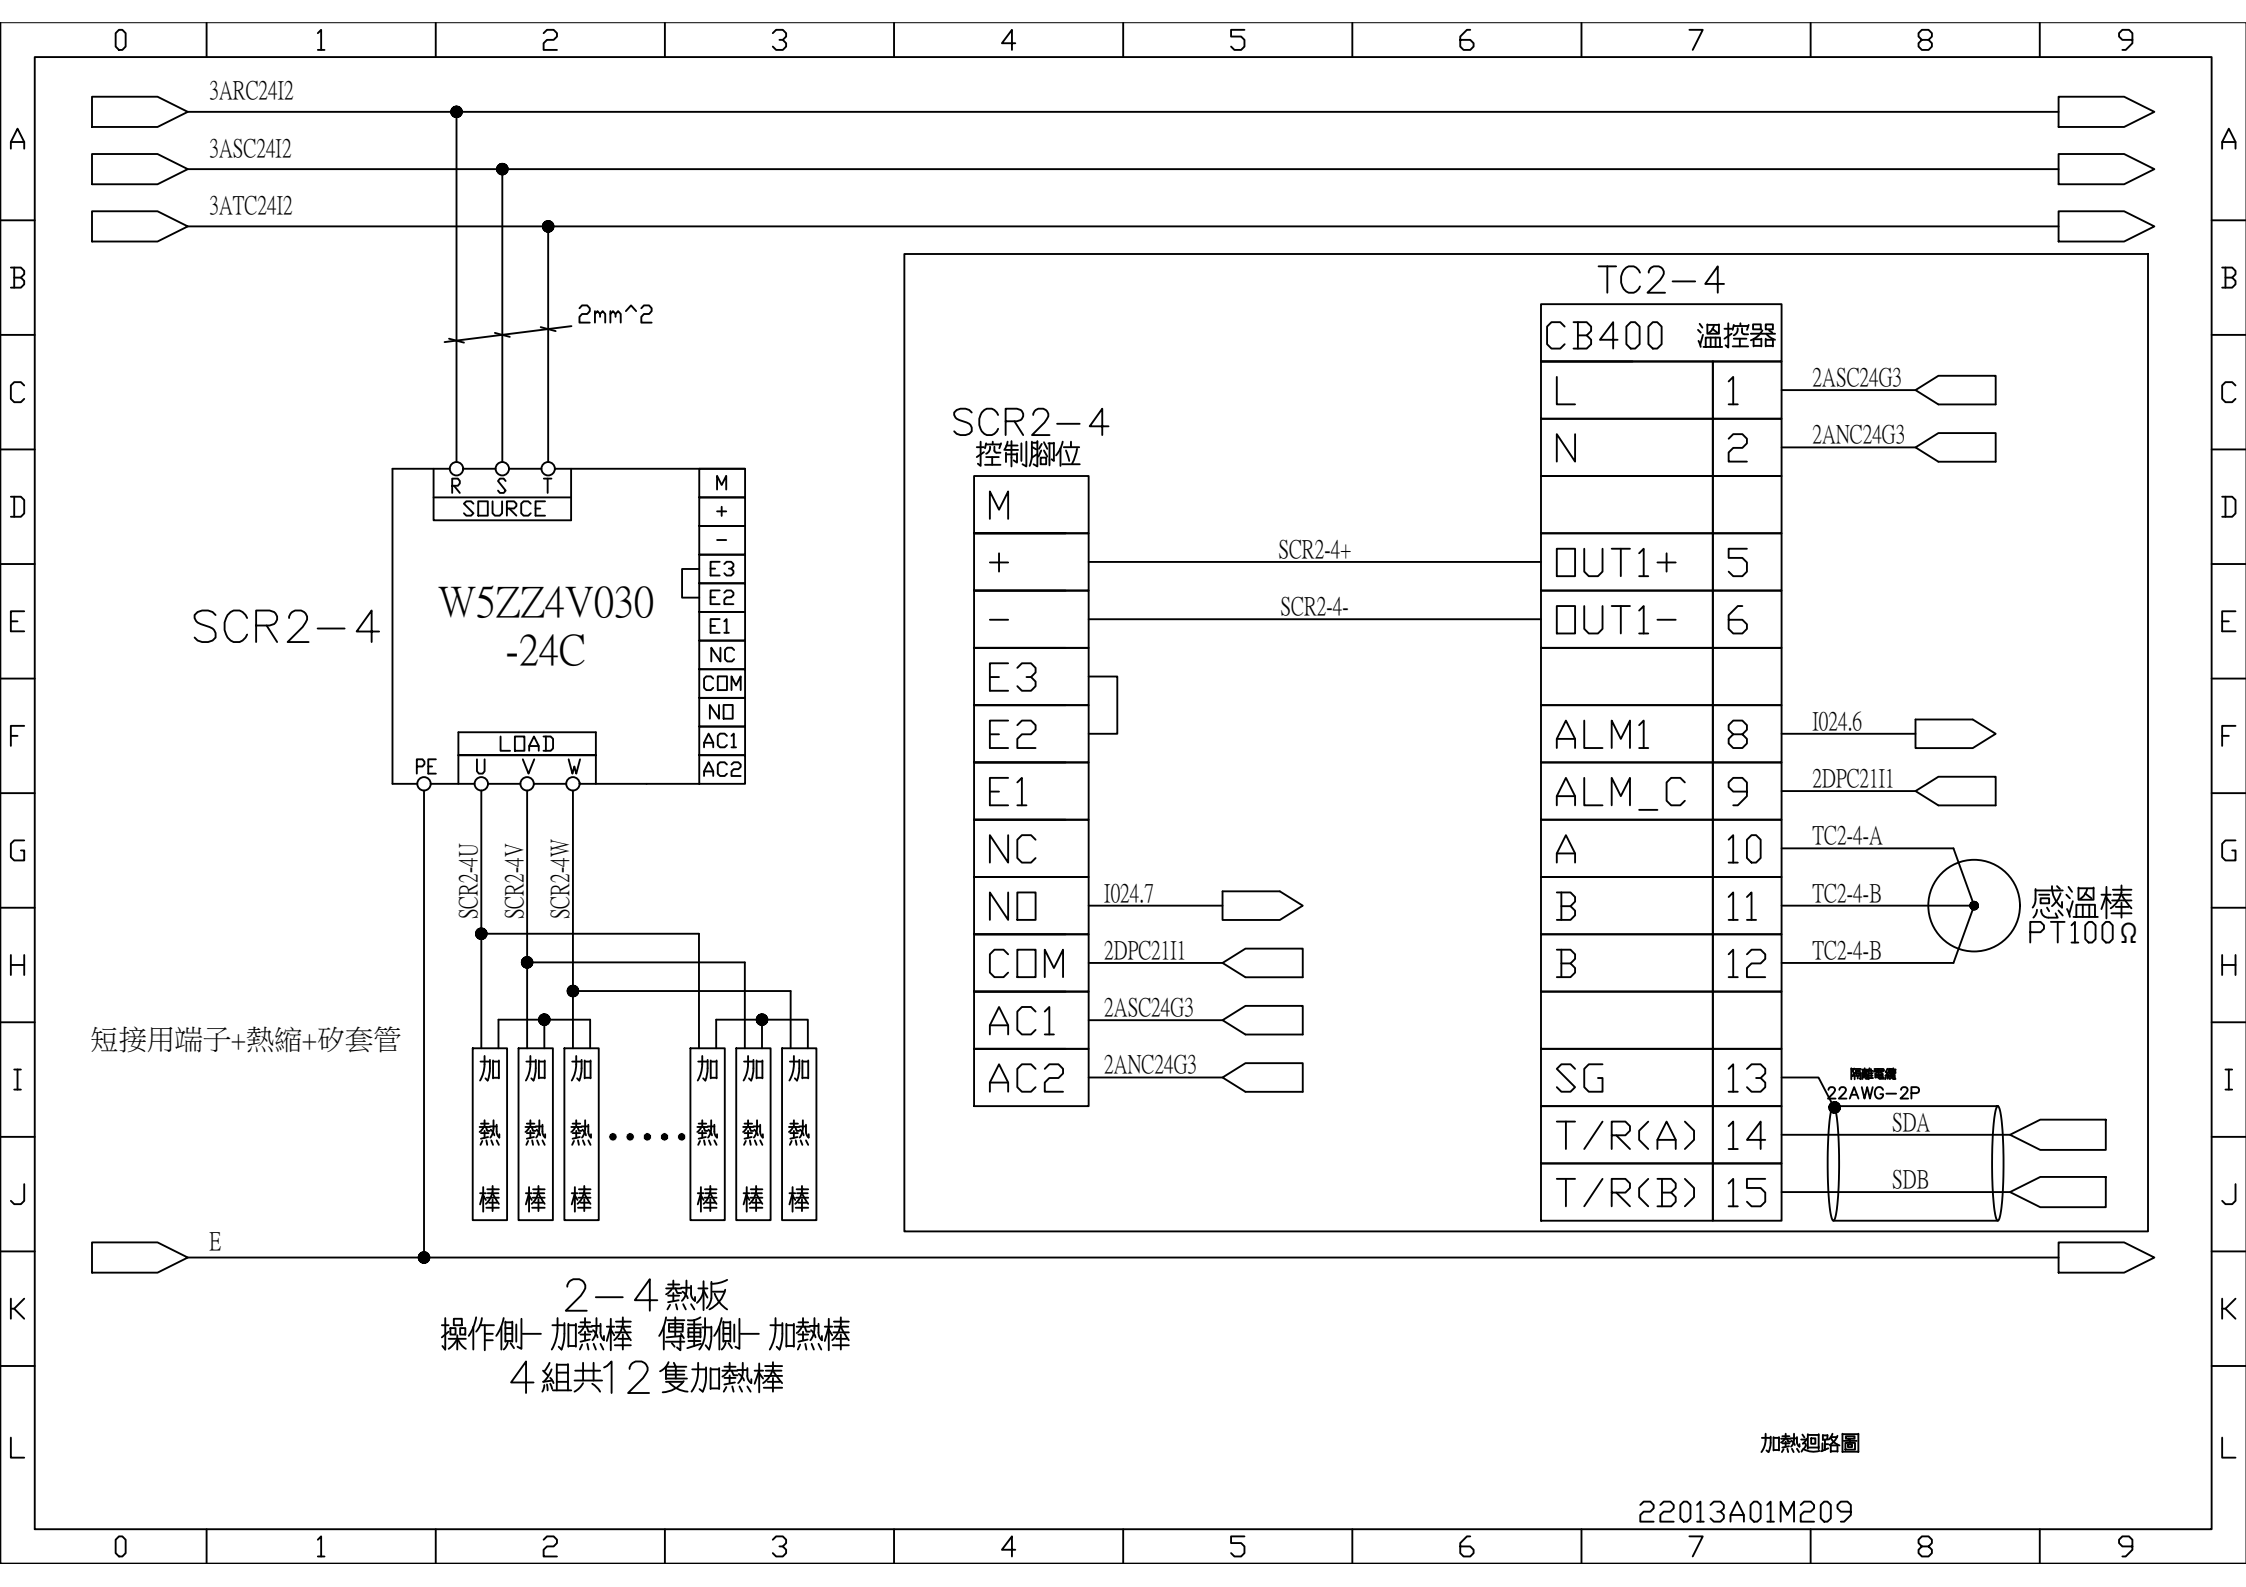 0 1 2 3 4 5 6 7 8 9
A
B
C
D
E
F
G
H
I
J
K
L
3ARC24I2
3ASC24I2
3ATC24I2
2mm^2
R S T
SOURCE
SCR2-4
W5ZZ4V030
-24C
M
+
-
E3
E2
E1
NC
COM
NO
AC1
AC2
LOAD
PE U V W
SCR2-4U
SCR2-4V
SCR2-4W
短接用端子+熱縮+矽套管
加熱棒
加熱棒
加熱棒
加熱棒
加熱棒
加熱棒
E
2-4熱板
操作側-加熱棒 傳動側-加熱棒
4組共12隻加熱棒
SCR2-4
控制腳位
M
+ SCR2-4+
- SCR2-4-
E3
E2
E1
NC
NO I024.7
COM 2DPC21I1
AC1 2ASC24G3
AC2 2ANC24G3
TC2-4
CB400 溫控器
L 1 2ASC24G3
N 2 2ANC24G3
OUT1+ 5
OUT1- 6
ALM1 8 I024.6
ALM_C 9 2DPC21I1
A 10 TC2-4-A
B 11 TC2-4-B
B 12 TC2-4-B
感溫棒
PT100Ω
SG 13
隔離電纜
22AWG-2P
T/R(A) 14 SDA
T/R(B) 15 SDB
加熱迴路圖
22013A01M209
A
B
C
D
E
F
G
H
I
J
K
L
0 1 2 3 4 5 6 7 8 9